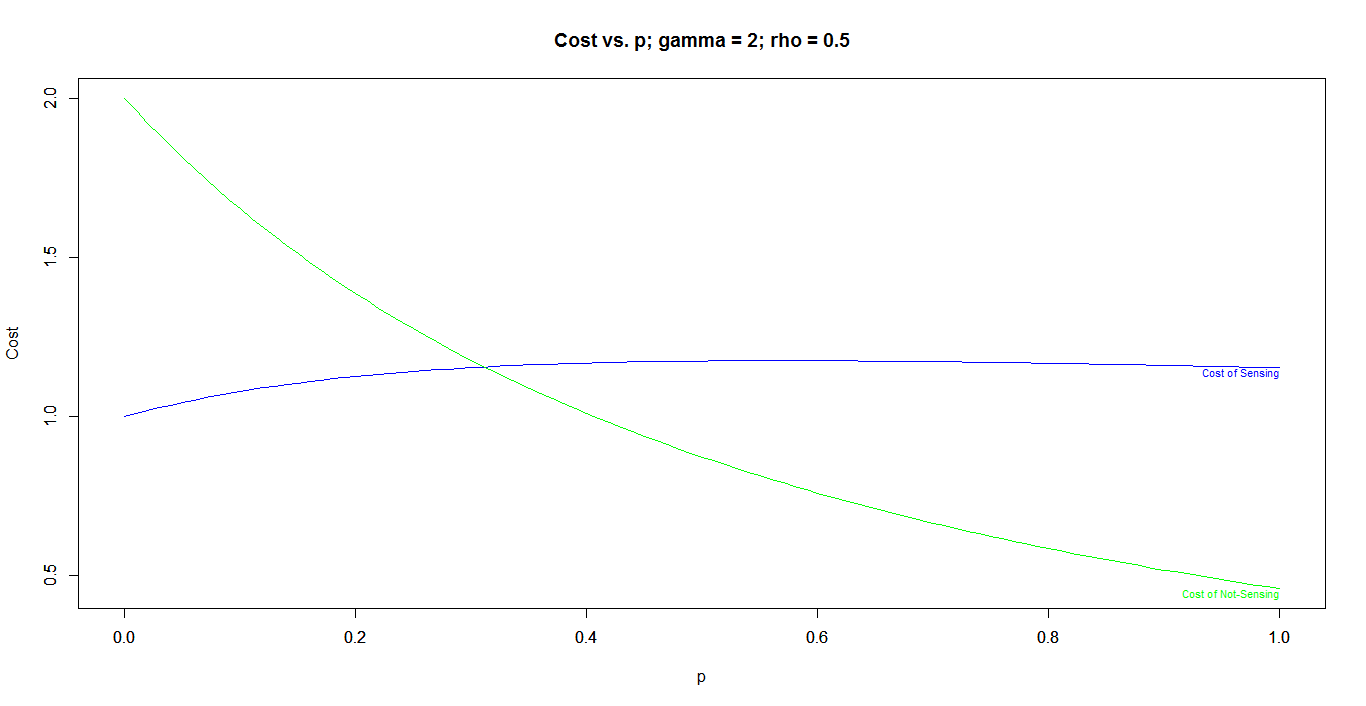 Cost vs. p; gamma = 2; rho = 0.5
2.0
1.5
1.0
0.5
Cost
Cost of Sensing
Cost of Not-Sensing
0.0 0.2 0.4 0.6 0.8 1.0
p